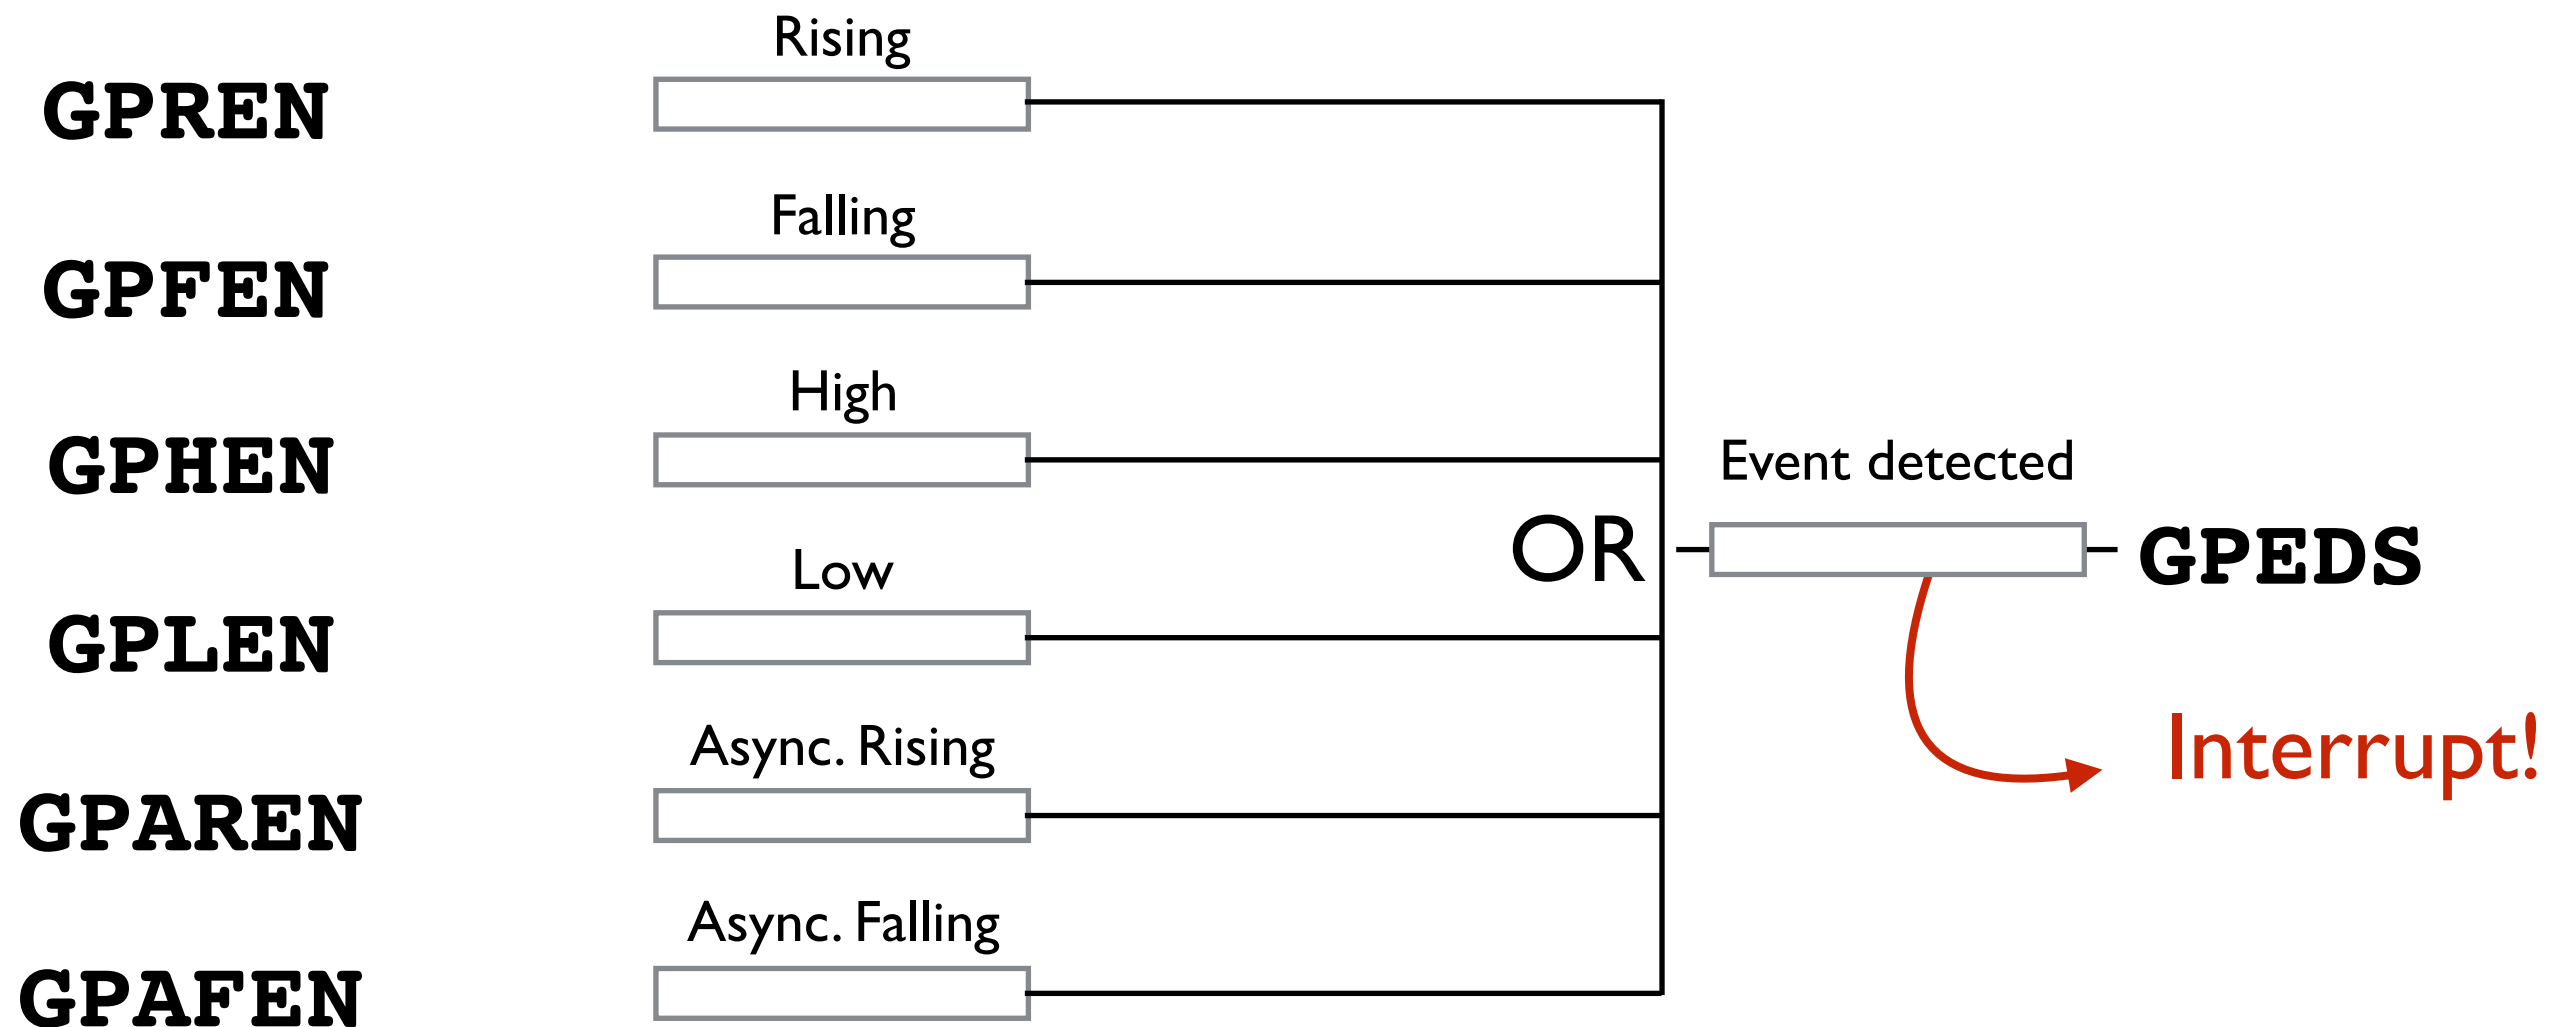 Rising
GPREN
Falling
GPFEN
High
GPHEN
Event detected
OR
GPEDS
Low
GPLEN
Interrupt!
Async. Rising
GPAREN
Async. Falling
GPAFEN